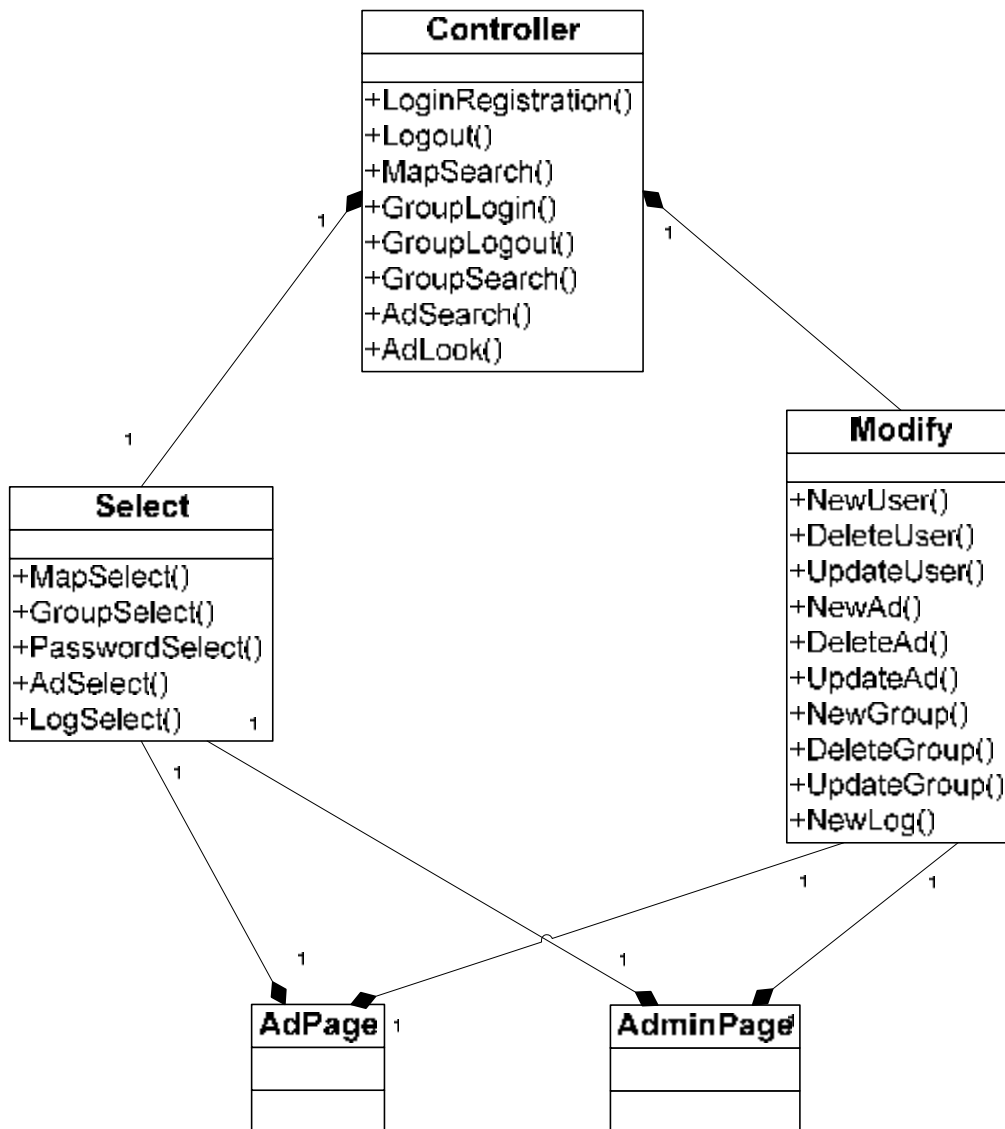 Controller
+LoginRegistration()
+Logout()
+MapSearch()
+GroupLogin()
+GroupLogout()
+GroupSearch()
+AdSearch()
+AdLook()
1
1
1
Modify
+NewUser()
+DeleteUser()
+UpdateUser()
+NewAd()
+DeleteAd()
+UpdateAd()
+NewGroup()
+DeleteGroup()
+UpdateGroup()
+NewLog()
Select
+MapSelect()
+GroupSelect()
+PasswordSelect()
+AdSelect()
+LogSelect()
1
1
1
1
1
1
AdPage
1
AdminPage
1